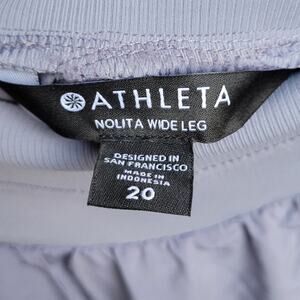 ATHLETA
NOLITA WIDE LEG
DESIGNED IN
SAN FRANCISCO
MADE IN
INDONESIA
20